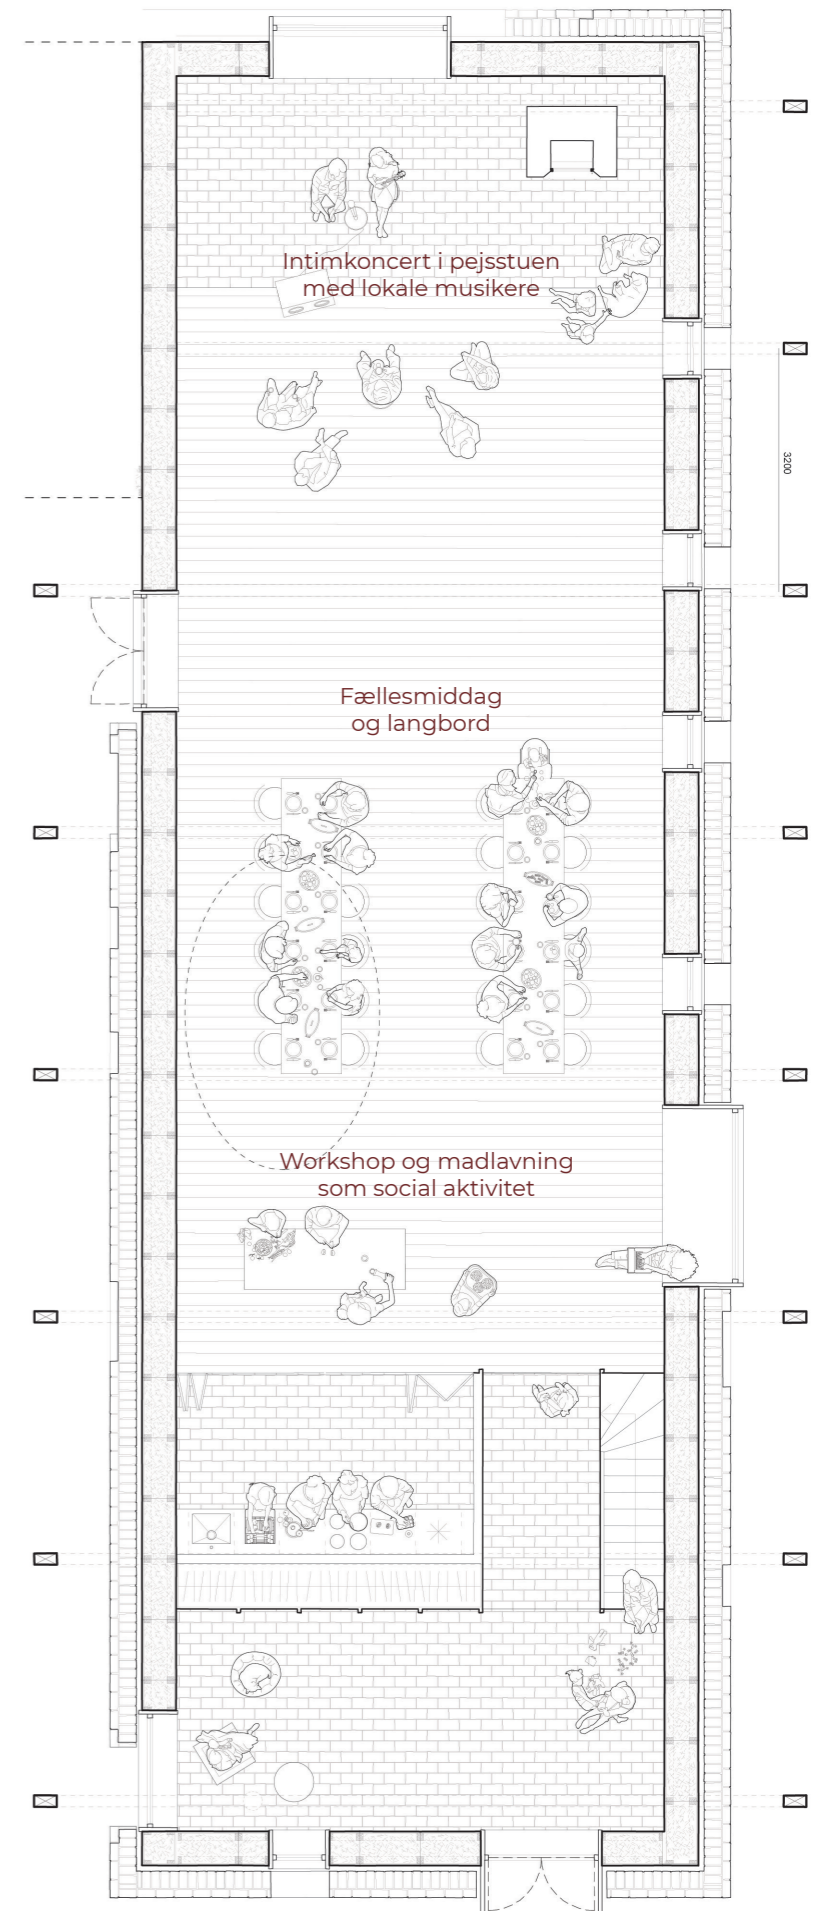 Intimkoncert i pejsstuen
med lokale musikere
3200
Fællesmiddag
og langbord
Workshop og madlavning
som social aktivitet